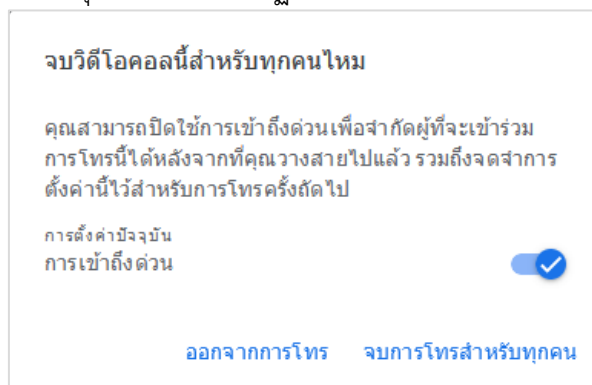 จบวิดีโอคอลนี้สำหรับทุกคนไหม
คุณสามารถปิดใช้การเข้าถึงด่วนเพื่อจำกัดผู้ที่จะเข้าร่วม
การโทรนี้ได้หลังจากที่คุณวางสายไปแล้ว รวมถึงจดจำการ
ตั้งค่านี้ไว้สำหรับการโทรครั้งถัดไป
การตั้งค่าปัจจุบัน
การเข้าถึงด่วน
ออกจากการโทร จบการโทรสำหรับทุกคน